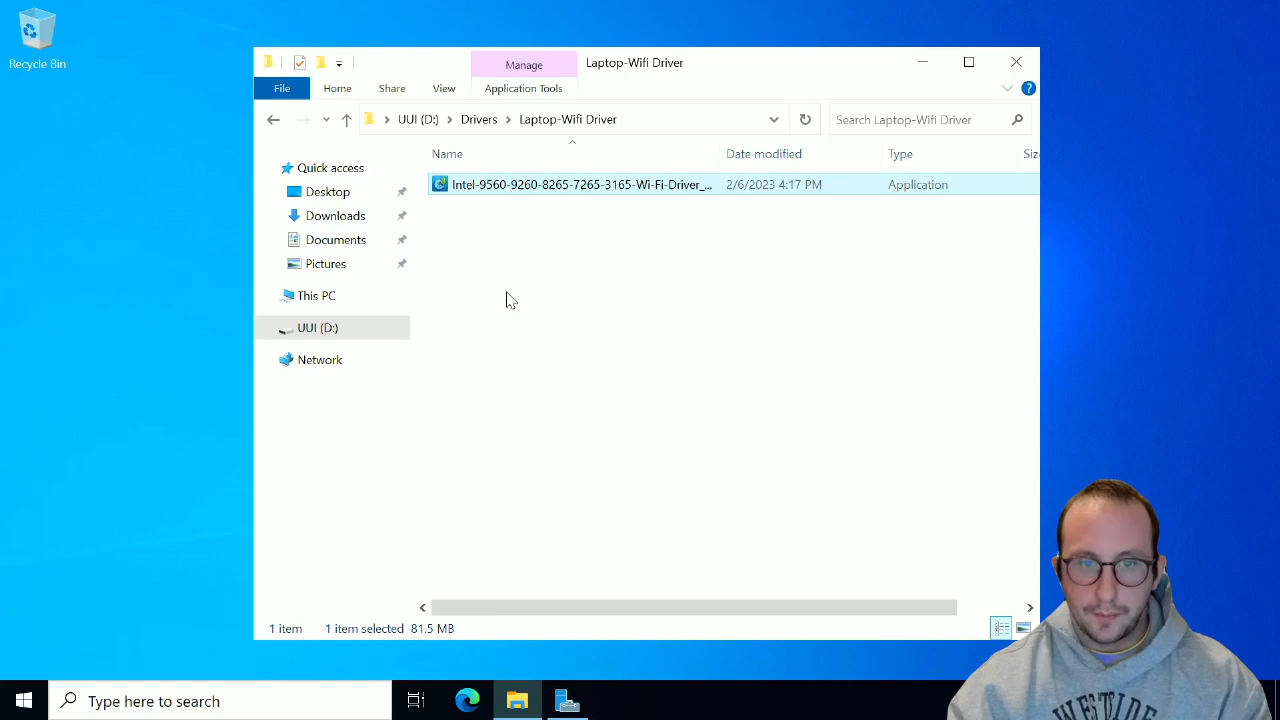 Recycle Bin
Manage
Laptop-Wifi Driver
File
Home
Share
View
Application Tools
UUI (D:)
Drivers
Laptop-Wifi Driver
Search Laptop-Wifi Driver
Name
Date modified
Type
Siz
Quick access
Desktop
Downloads
Documents
Pictures
This PC
UUI (D:)
Network
Intel-9560-9260-8265-7265-3165-Wi-Fi-Driver_...
2/6/2023 4:17 PM
Application
1 item
1 item selected 81.5 MB
Type here to search